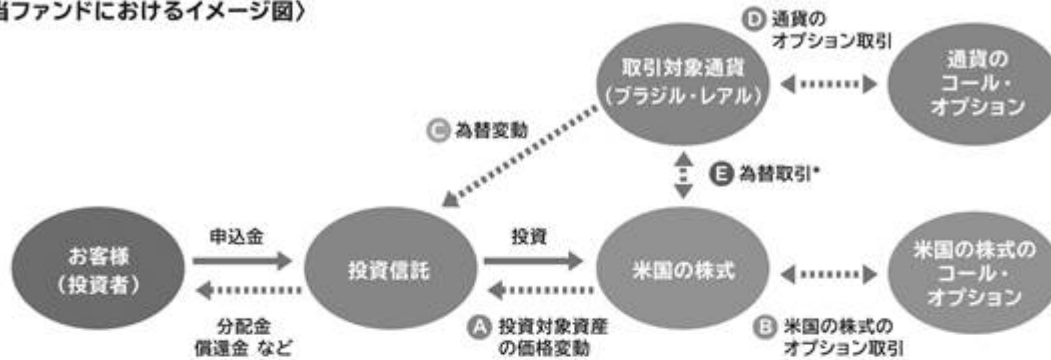 当ファンドにおけるイメージ図〉
D 通貨の
オプション取引
取引対象通貨
(ブラジル・レアル)
通貨の
コール・
オプション
C 為替変動
E 為替取引*
お客様
(投資者)
申込金
分配金
償還金 など
投資信託
投資
A 投資対象資産
の価格変動
米国の株式
B 米国の株式の
オプション取引
米国の株式の
コール・
オプション